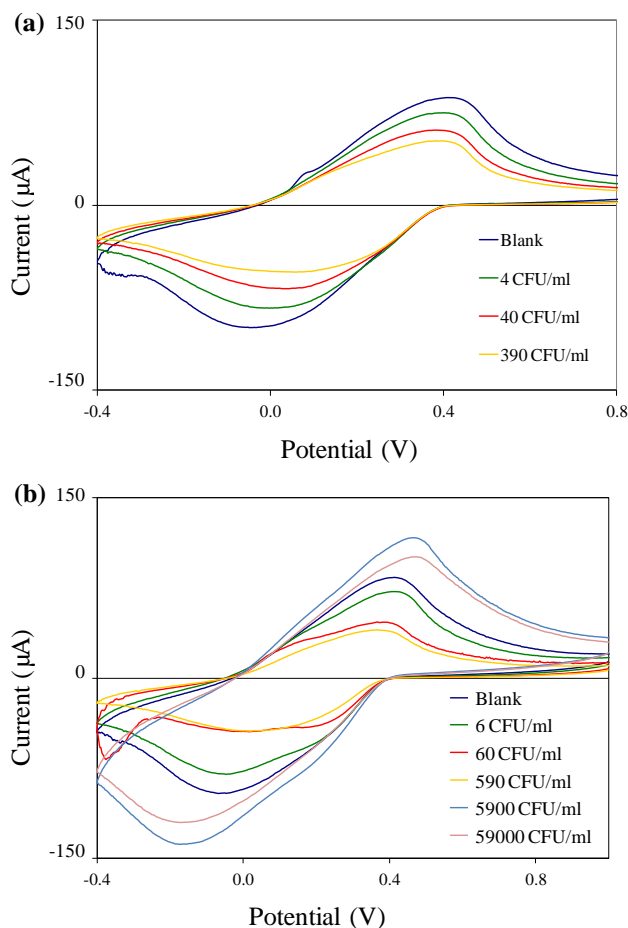 (a)
150
0
-150
Current ( µA)
Blank
4 CFU/ml
40 CFU/ml
390 CFU/ml
-0.4 0.0 0.4 0.8
Potential (V)
(b)
150
0
-150
Current ( µA)
Blank
6 CFU/ml
60 CFU/ml
590 CFU/ml
5900 CFU/ml
59000 CFU/ml
-0.4 0.0 0.4 0.8
Potential (V)